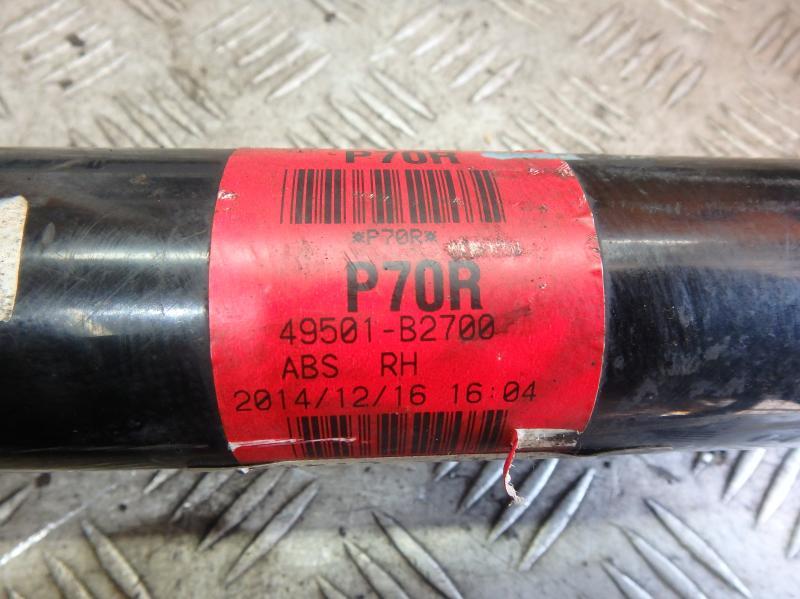 P70R
*P70R*
P70R
49501-B2700
ABS RH
2014/12/16 16:04